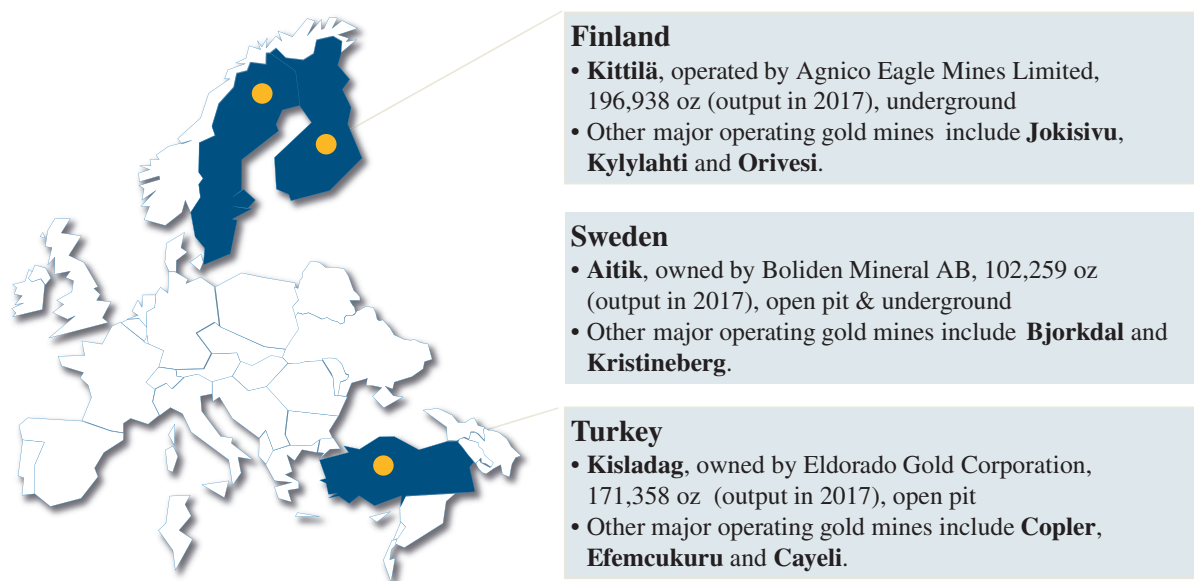 Finland
• Kittilä, operated by Agnico Eagle Mines Limited,
196,938 oz (output in 2017), underground
• Other major operating gold mines include Jokisivu,
Kylylahti and Orivesi.
Sweden
• Aitik, owned by Boliden Mineral AB, 102,259 oz
(output in 2017), open pit & underground
• Other major operating gold mines include Bjorkdal and
Kristineberg.
Turkey
• Kisladag, owned by Eldorado Gold Corporation,
171,358 oz (output in 2017), open pit
• Other major operating gold mines include Copler,
Efemcukuru and Cayeli.